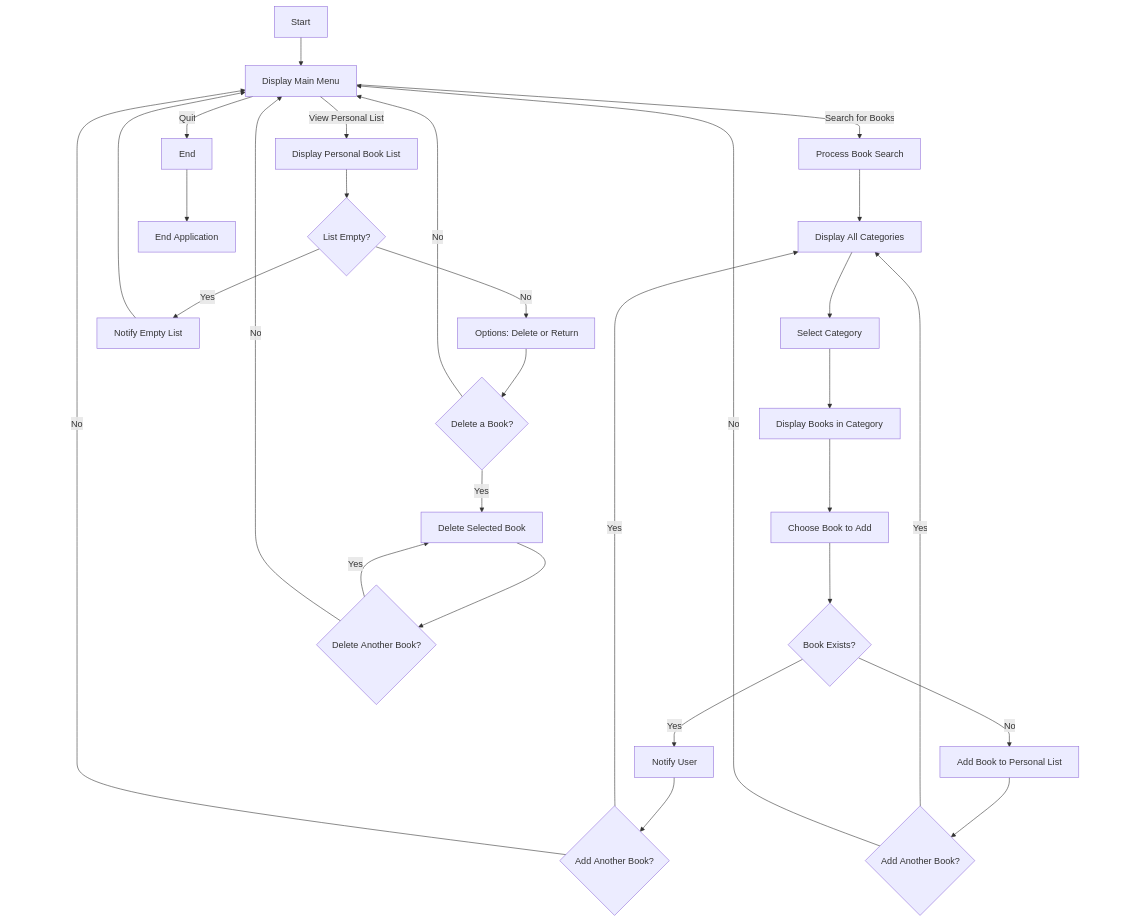 Start
Display Main Menu
Quit
View Personal List
Search for Books
End
Display Personal Book List
Process Book Search
End Application
List Empty?
No
Display All Categories
Yes
No
Notify Empty List
No
Options: Delete or Return
Select Category
No
Delete a Book?
No
Display Books in Category
Yes
Delete Selected Book
Yes
Choose Book to Add
Yes
Yes
Delete Another Book?
Book Exists?
Yes
No
Notify User
Add Book to Personal List
Add Another Book?
Add Another Book?